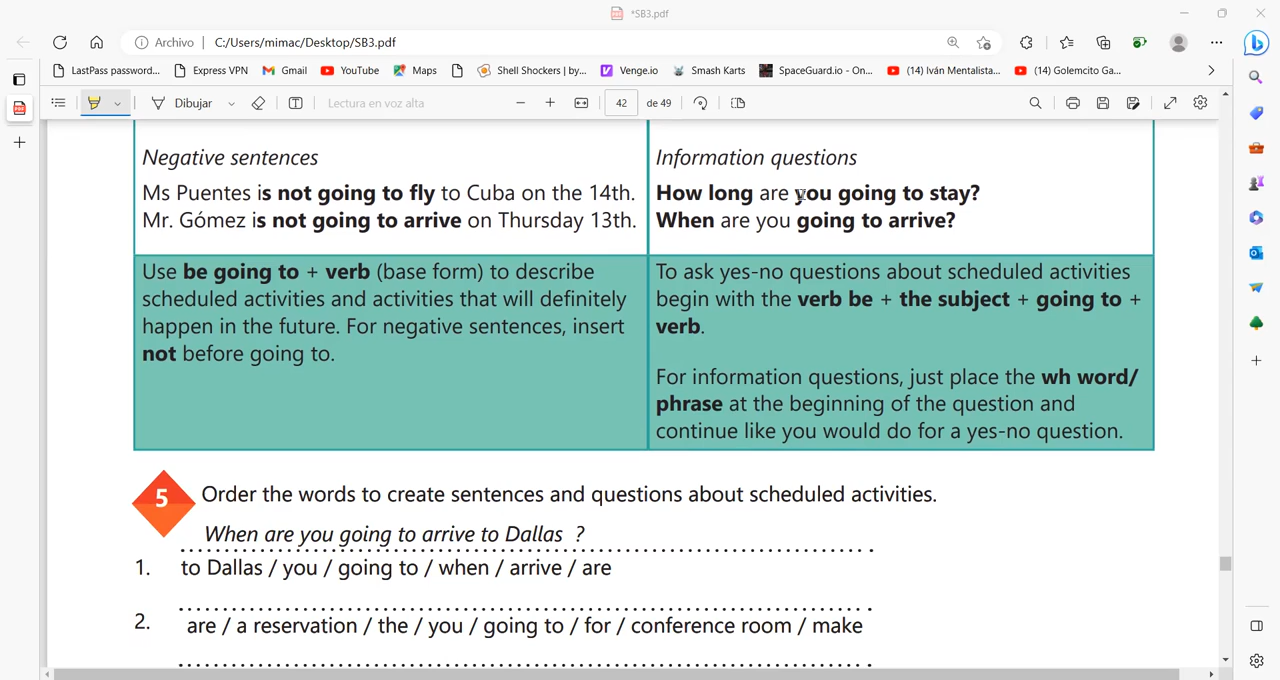 *SB3.pdf
Archivo C:/Users/mimac/Desktop/SB3.pdf
LastPass password... Express VPN Gmail YouTube Maps Shell Shockers | by... Venge.io Smash Karts SpaceGuard.io - On... (14) Iván Mentalista... (14) Golemcito Ga...
Dibujar Lectura en voz alta 42 de 49
Negative sentences
Ms Puentes is not going to fly to Cuba on the 14th.
Mr. Gómez is not going to arrive on Thursday 13th.
Information questions
How long are you going to stay?
When are you going to arrive?
Use be going to + verb (base form) to describe
scheduled activities and activities that will definitely
happen in the future. For negative sentences, insert
not before going to.
To ask yes-no questions about scheduled activities
begin with the verb be + the subject + going to +
verb.
For information questions, just place the wh word/
phrase at the beginning of the question and
continue like you would do for a yes-no question.
5 Order the words to create sentences and questions about scheduled activities.
When are you going to arrive to Dallas ?
1. to Dallas / you / going to / when / arrive / are
2. are / a reservation / the / you / going to / for / conference room / make